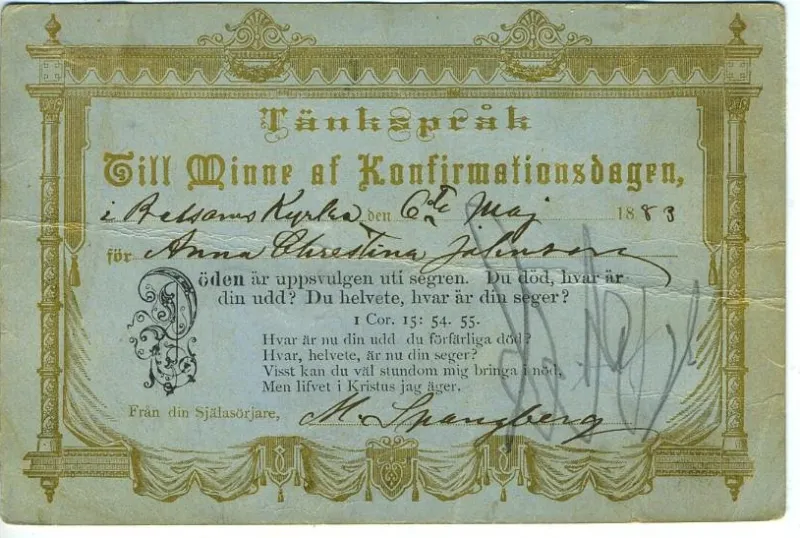 Tänkspråk
Till Minne af Konfirmationsdagen,
i Balsams Kyrka den 6te Maj 1883
för Anna Chrestina Johnson
Döden är uppsvulgen uti segren. Du död, hvar är
din udd? Du helvete, hvar är din seger?
1 Cor. 15: 54. 55.
Hvar är nu din udd du förfärliga död?
Hvar, helvete, är nu din seger?
Visst kan du väl stundom mig bringa i nöd,
Men lifvet i Kristus jag äger.
Från din Själasörjare, M. Spangberg